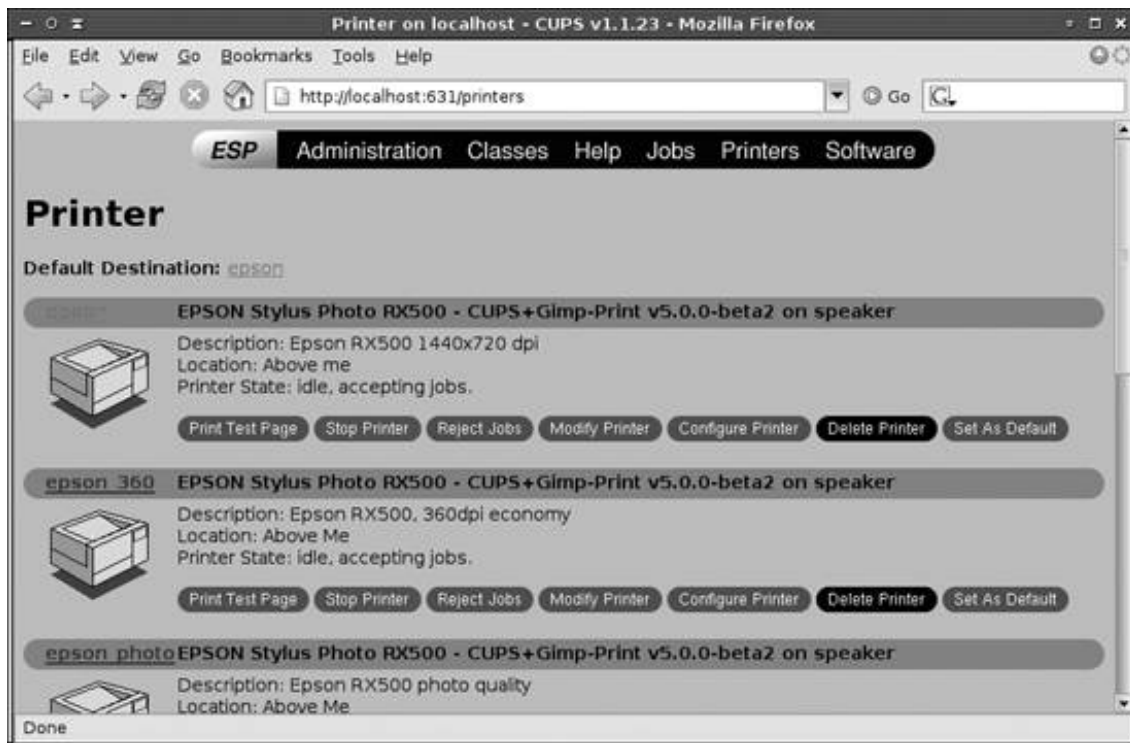 Printer on localhost - CUPS v1.1.23 - Mozilla Firefox
File Edit View Go Bookmarks Tools Help
http://localhost:631/printers Go G
ESP Administration Classes Help Jobs Printers Software
Printer
Default Destination: epson
epson EPSON Stylus Photo RX500 - CUPS+Gimp-Print v5.0.0-beta2 on speaker
Description: Epson RX500 1440x720 dpi
Location: Above me
Printer State: idle, accepting jobs.
Print Test Page Stop Printer Reject Jobs Modify Printer Configure Printer Delete Printer Set As Default
epson_360 EPSON Stylus Photo RX500 - CUPS+Gimp-Print v5.0.0-beta2 on speaker
Description: Epson RX500, 360dpi economy
Location: Above Me
Printer State: idle, accepting jobs.
Print Test Page Stop Printer Reject Jobs Modify Printer Configure Printer Delete Printer Set As Default
epson_photo EPSON Stylus Photo RX500 - CUPS+Gimp-Print v5.0.0-beta2 on speaker
Description: Epson RX500 photo quality
Location: Above Me
Done